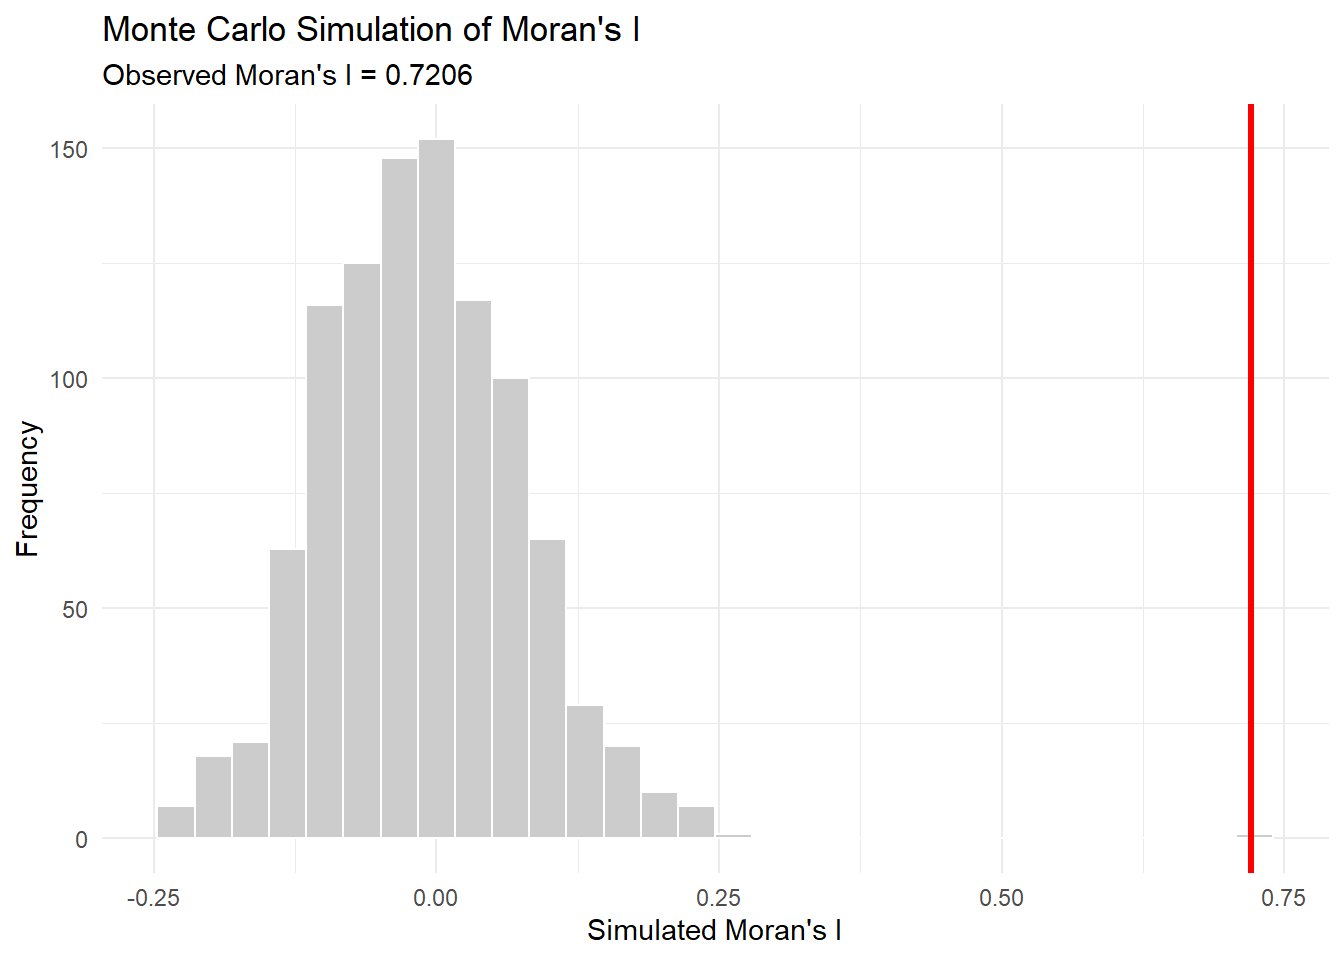 Monte Carlo Simulation of Moran's I
Observed Moran's I = 0.7206
150
100
50
0
Frequency
-0.25 0.00 0.25 0.50 0.75
Simulated Moran's I